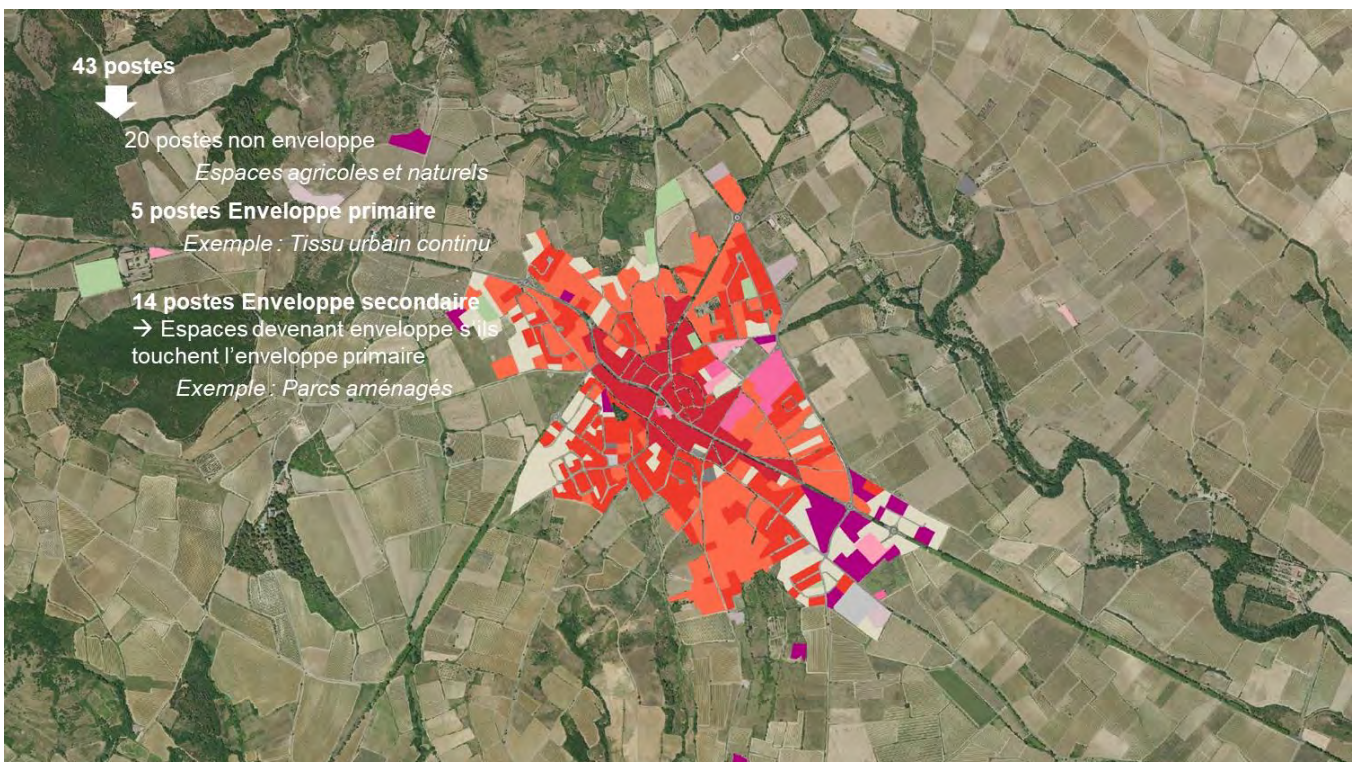 43 postes
20 postes non enveloppe
Espaces agricoles et naturels
5 postes Enveloppe primaire
Exemple : Tissu urbain continu
14 postes Enveloppe secondaire
→ Espaces devenant enveloppe s'ils
touchent l'enveloppe primaire
Exemple : Parcs aménagés